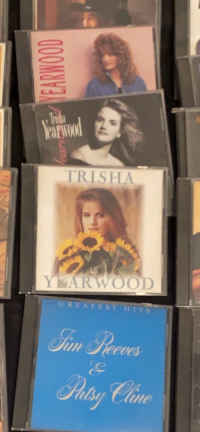 YEARWOOD
Trisha
Yearwood
TRISHA
YEARWOOD
GREATEST HITS
Jim Reeves
&
Patsy Cline